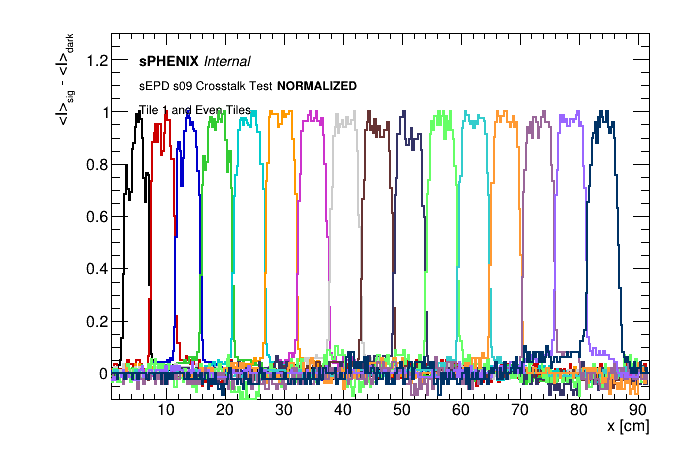 <I>sig - <I>dark
sPHENIX Internal
sEPD s09 Crosstalk Test NORMALIZED
Tile 1 and Even Tiles
1.2
1
0.8
0.6
0.4
0.2
0
10 20 30 40 50 60 70 80 90
x [cm]